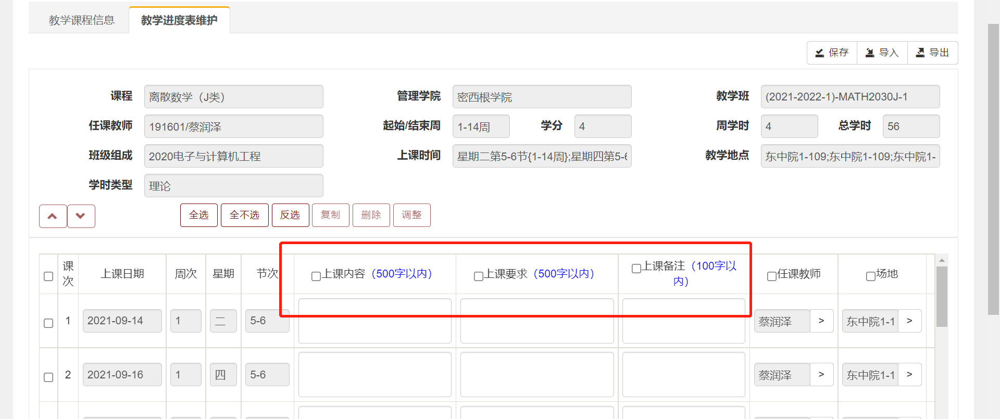 教学课程信息 教学进度表维护
保存 导入 导出
课程 离散数学（J类） 管理学院 密西根学院 教学班 (2021-2022-1)-MATH2030J-1
任课教师 191601/蔡润泽 起始/结束周 1-14周 学分 4 周学时 4 总学时 56
班级组成 2020电子与计算机工程 上课时间 星期二第5-6节{1-14周};星期四第5-6 教学地点 东中院1-109;东中院1-109;东中院1-
学时类型 理论
全选 全不选 反选 复制 删除 调整
课次 上课日期 周次 星期 节次 上课内容（500字以内） 上课要求（500字以内） 上课备注（100字以
内） 任课教师 场地
1 2021-09-14 1 二 5-6 蔡润泽 > 东中院1-1 >
2 2021-09-16 1 四 5-6 蔡润泽 > 东中院1-1 >